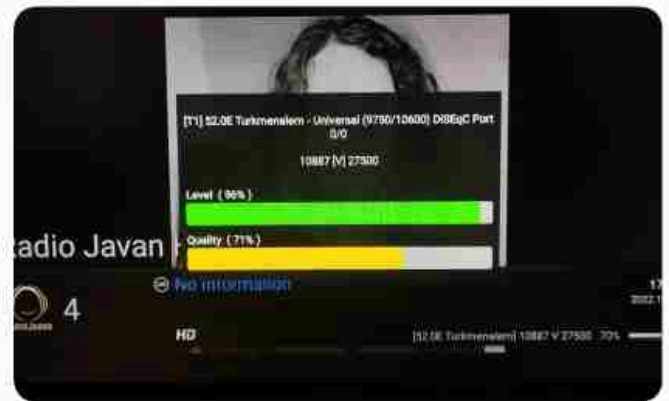 [T1] 52.0E Turkmenalem - Universal (9750/10600) DiSEqC Port
0/0
10887 [V] 27500
Level ( 96% )
Quality ( 71% )
Radio Javan
No information
4
HD
[52.0E Turkmenalem] 10887 V 27500 70%